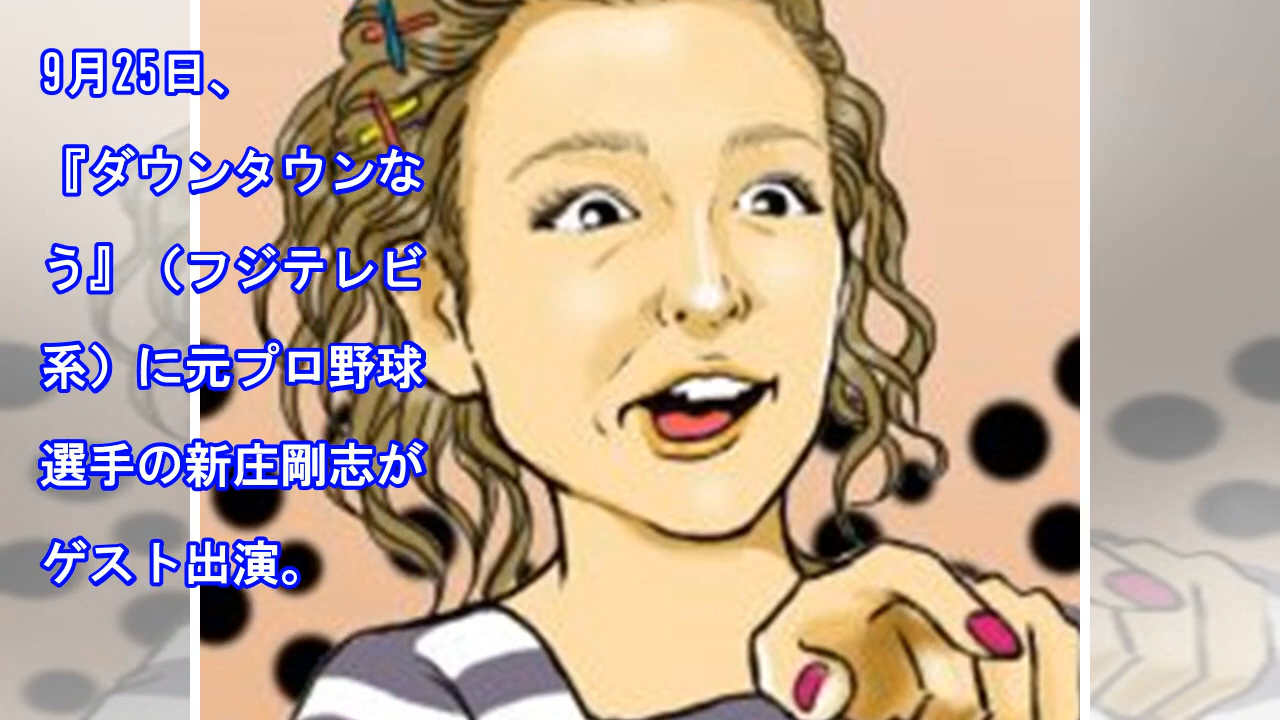 9月25日、
『ダウンタウンな
う』（フジテレビ
系）に元プロ野球
選手の新庄剛志が
ゲスト出演。